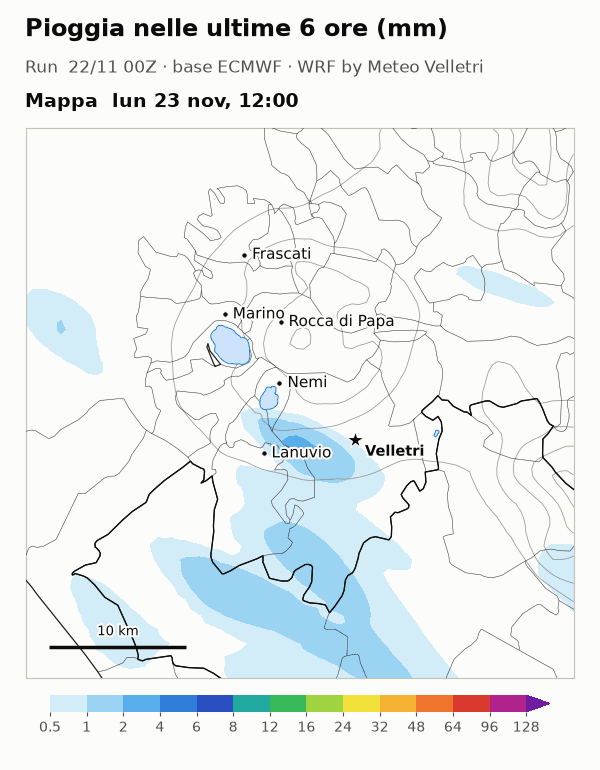 Pioggia nelle ultime 6 ore (mm)
Run  22/11 00Z · base ECMWF · WRF by Meteo Velletri
Mappa  lun 23 nov, 12:00
Frascati
Marino
Rocca di Papa
Nemi
Velletri
Lanuvio
10 km
0.5 1 2 4 6 8 12 16 24 32 48 64 96 128